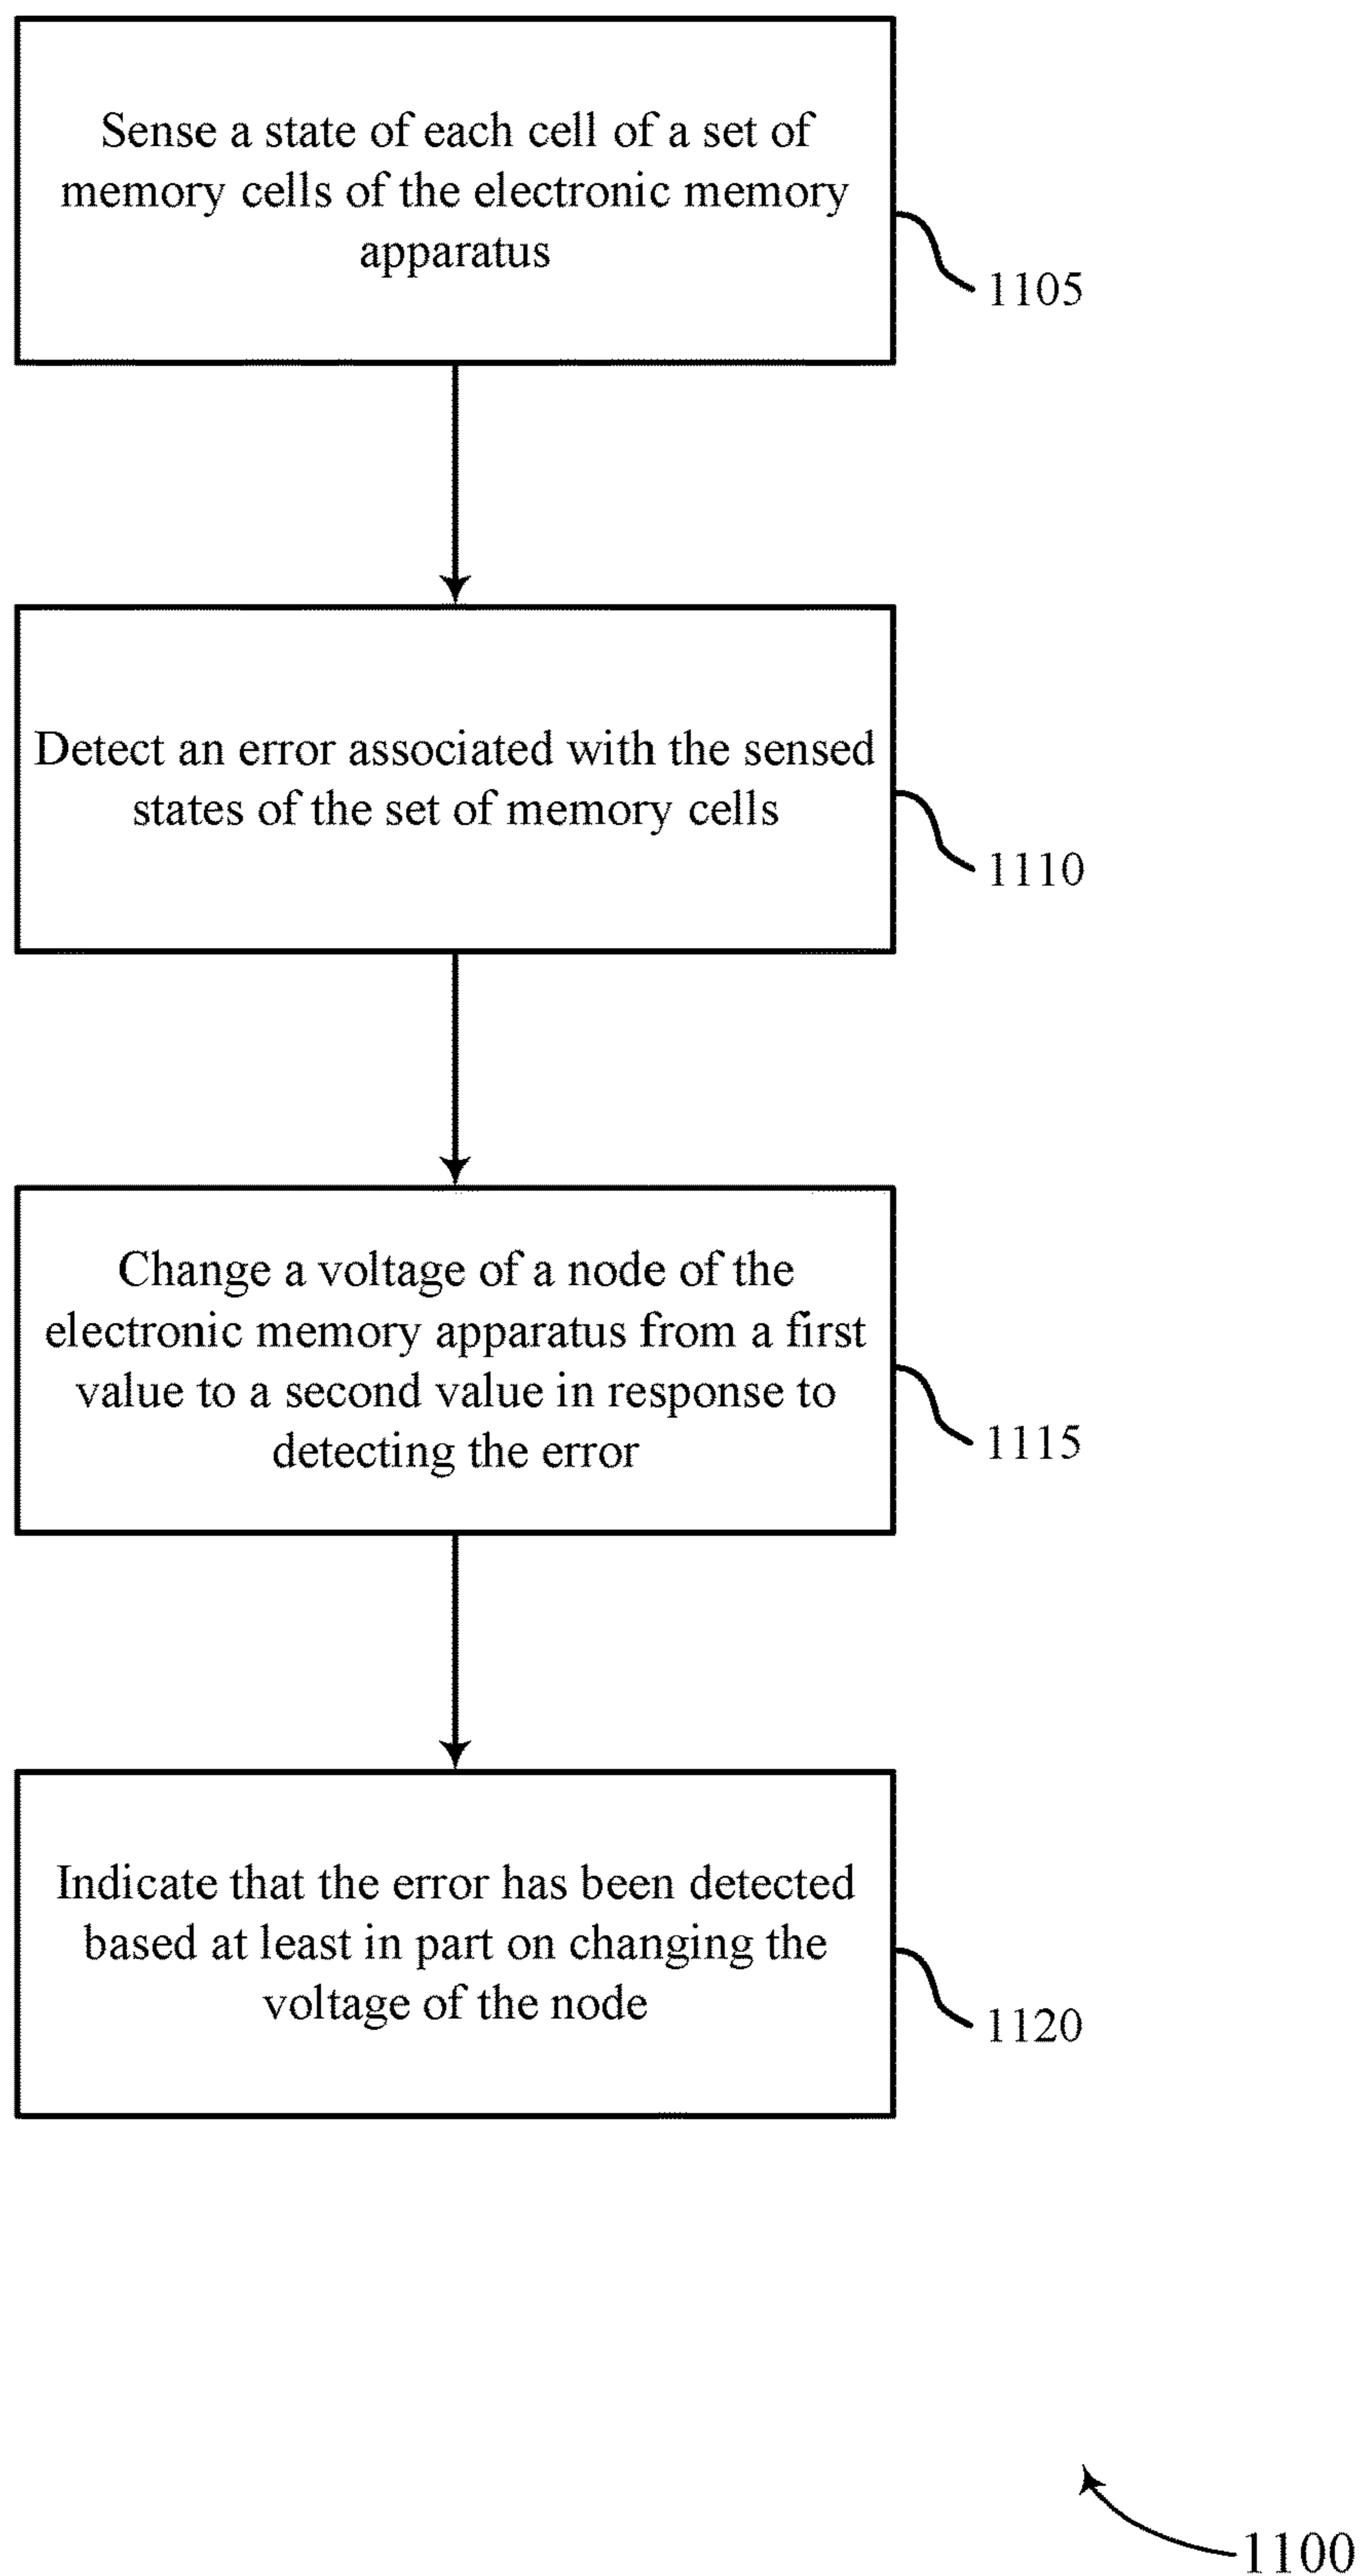 Sense a state of each cell of a set of
memory cells of the electronic memory
apparatus
1105
Detect an error associated with the sensed
states of the set of memory cells
1110
Change a voltage of a node of the
electronic memory apparatus from a first
value to a second value in response to
detecting the error
1115
Indicate that the error has been detected
based at least in part on changing the
voltage of the node
1120
1100